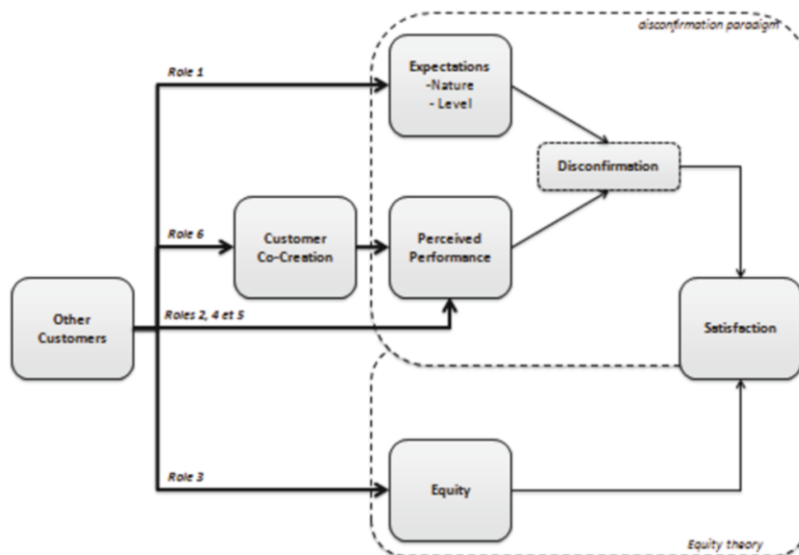 disconfirmation paradigm
Role 1
Expectations
-Nature
- Level
Disconfirmation
Role 6
Customer
Co-Creation
Perceived
Performance
Other
Customers
Roles 2, 4 et 5
Satisfaction
Role 3
Equity
Equity theory